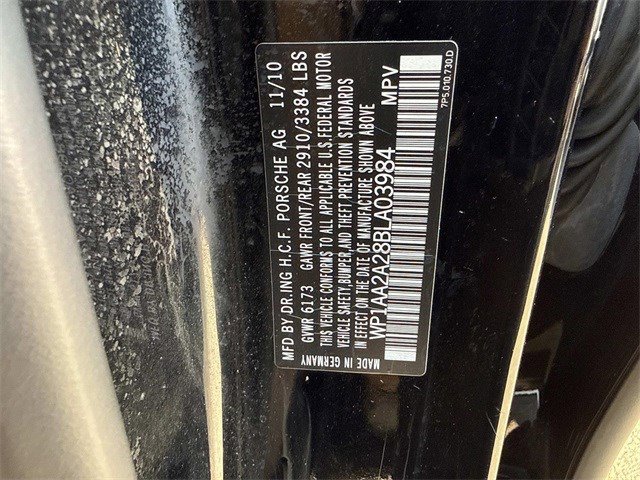 MFD BY DR.ING H.C.F. PORSCHE AG 11/10
GVWR 6173 GAWR FRONT/REAR 2910/3384 LBS
THIS VEHICLE CONFORMS TO ALL APPLICABLE U.S.FEDERAL MOTOR
VEHICLE SAFETY,BUMPER, AND THEFT PREVENTION STANDARDS
IN EFFECT ON THE DATE OF MANUFACTURE SHOWN ABOVE
WP1AA2A28BLA03984 MPV
MADE IN GERMANY
7P5.010.730.D